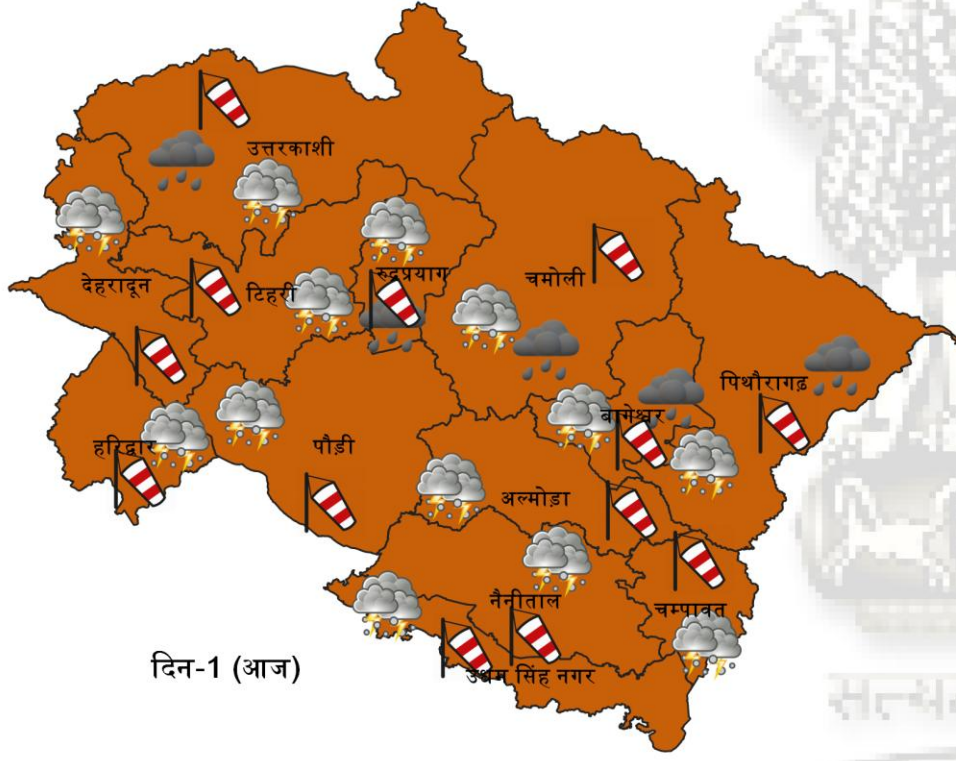 उत्तरकाशी
देहरादून
टिहरी
रुद्रप्रयाग
चमोली
पिथौरागढ़
बागेश्वर
हरिद्वार
पौड़ी
अल्मोड़ा
नैनीताल
चम्पावत
उधम सिंह नगर
दिन-1 (आज)